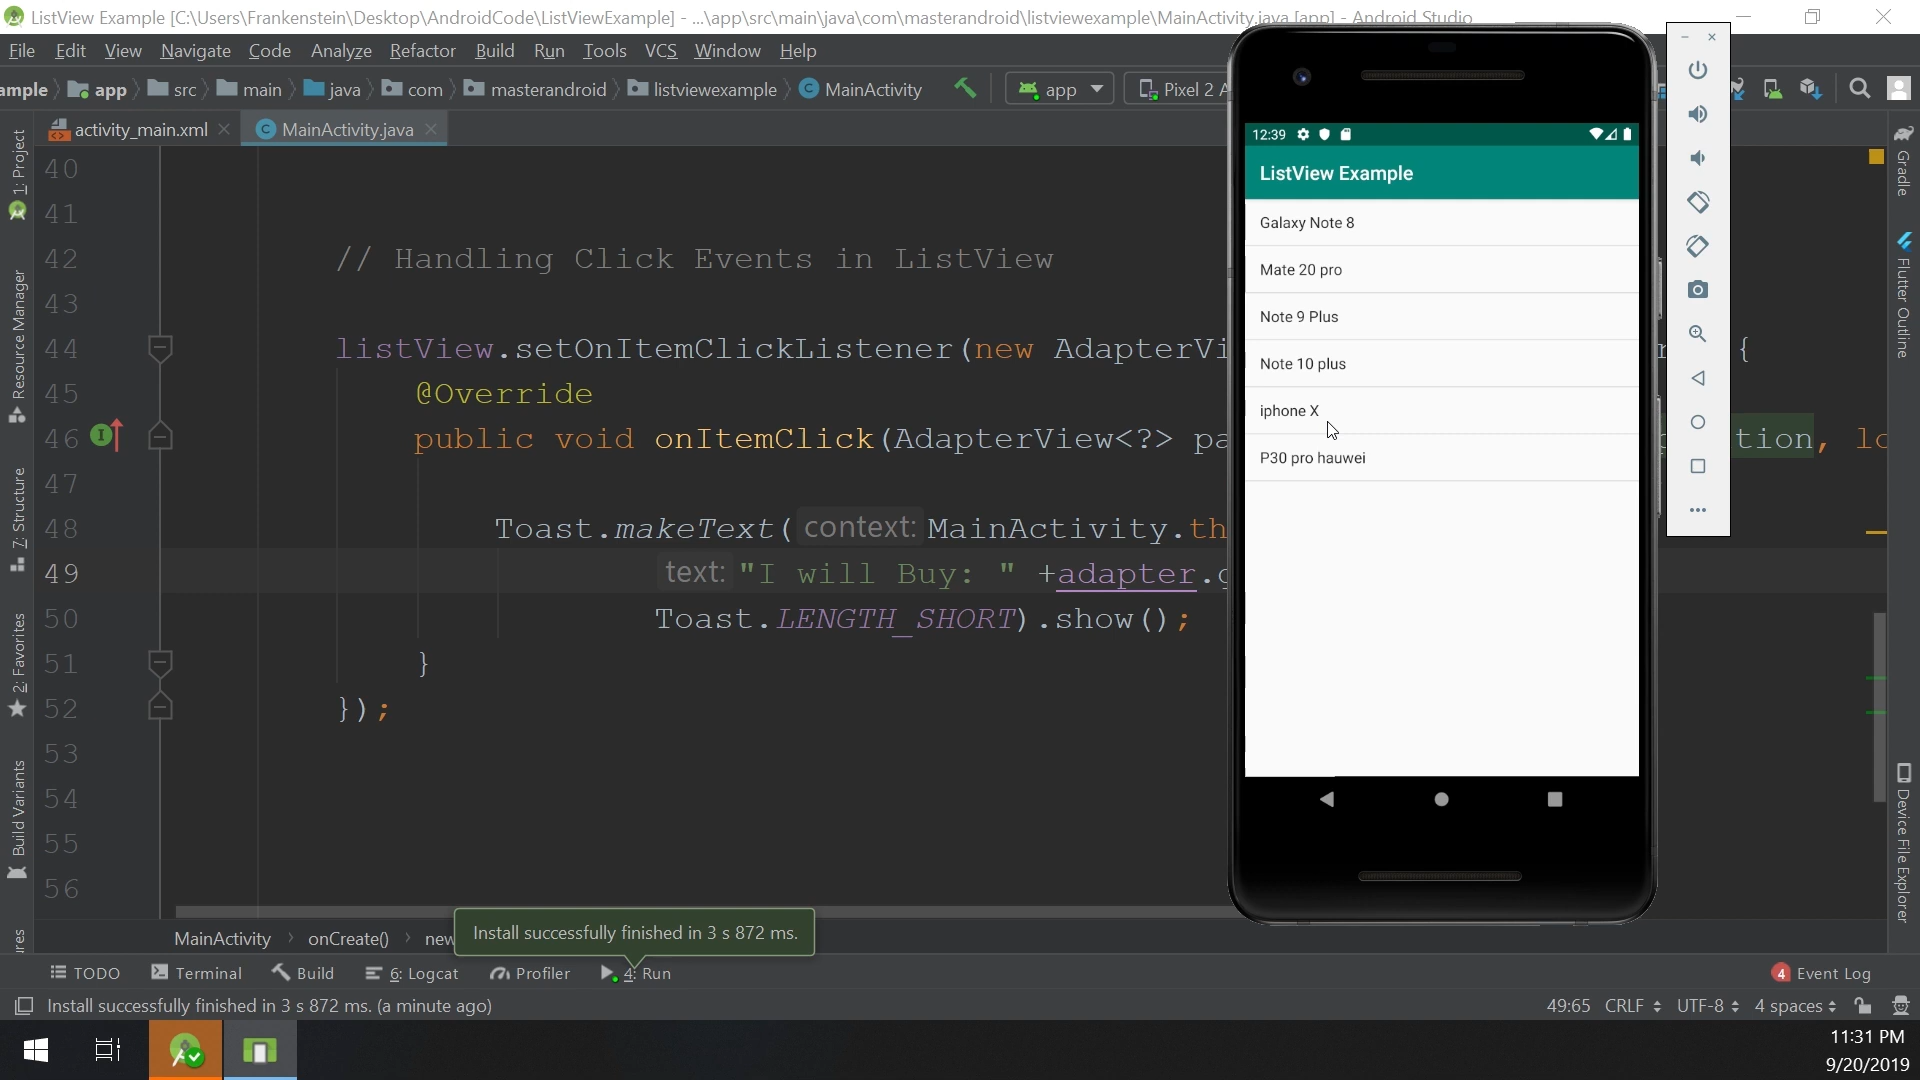 ListView Example [C:\Users\Frankenstein\Desktop\AndroidCode\ListViewExample] - ...\app\src\main\java\com\masterandroid\listviewexample\MainActivity.java [app] - Android Studio
File Edit View Navigate Code Analyze Refactor Build Run Tools VCS Window Help
ample app src main java com masterandroid listviewexample MainActivity app Pixel 2 A
activity_main.xml MainActivity.java
1: Project
Resource Manager
7: Structure
2: Favorites
Build Variants
40
41
42 // Handling Click Events in ListView
43
44 listView.setOnItemClickListener(new AdapterVi {
45 @Override
46 public void onItemClick(AdapterView<?> pa tion, lo
47
48 Toast.makeText( context: MainActivity.th
49 text: "I will Buy: " +adapter.g
50 Toast.LENGTH_SHORT).show();
51 }
52 });
53
54
55
56
12:39
ListView Example
Galaxy Note 8
Mate 20 pro
Note 9 Plus
Note 10 plus
iphone X
P30 pro hauwei
Gradle
Flutter Outline
Device File Explorer
MainActivity onCreate() new
Install successfully finished in 3 s 872 ms.
TODO Terminal Build 6: Logcat Profiler 4: Run 4 Event Log
Install successfully finished in 3 s 872 ms. (a minute ago) 49:65 CRLF UTF-8 4 spaces
11:31 PM
9/20/2019